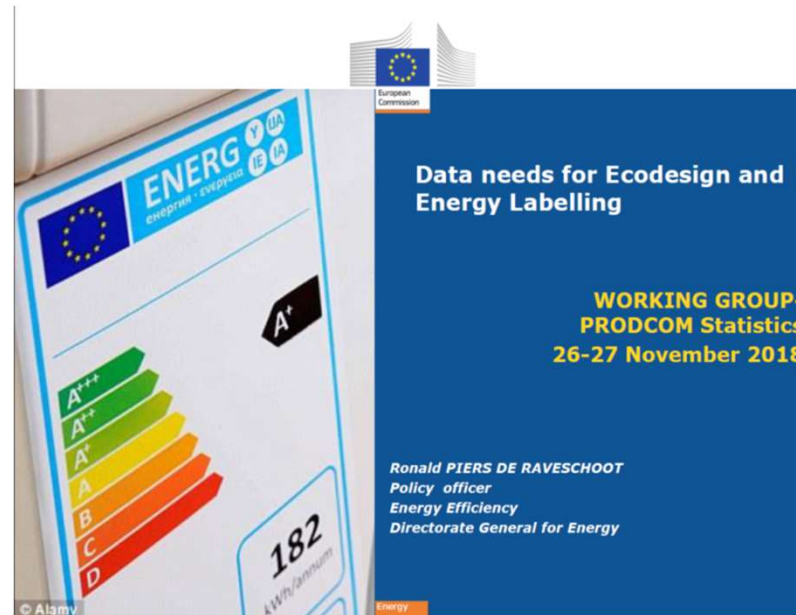 European
Commission
ENERG
енергия · ενεργεια
Y
IJA
IE
IA
A+
A+++
A++
A+
A
B
C
D
182
kWh/annum
© Alamy
Data needs for Ecodesign and
Energy Labelling
WORKING GROUP-
PRODCOM Statistics
26-27 November 2018
Ronald PIERS DE RAVESCHOOT
Policy officer
Energy Efficiency
Directorate General for Energy
Energy